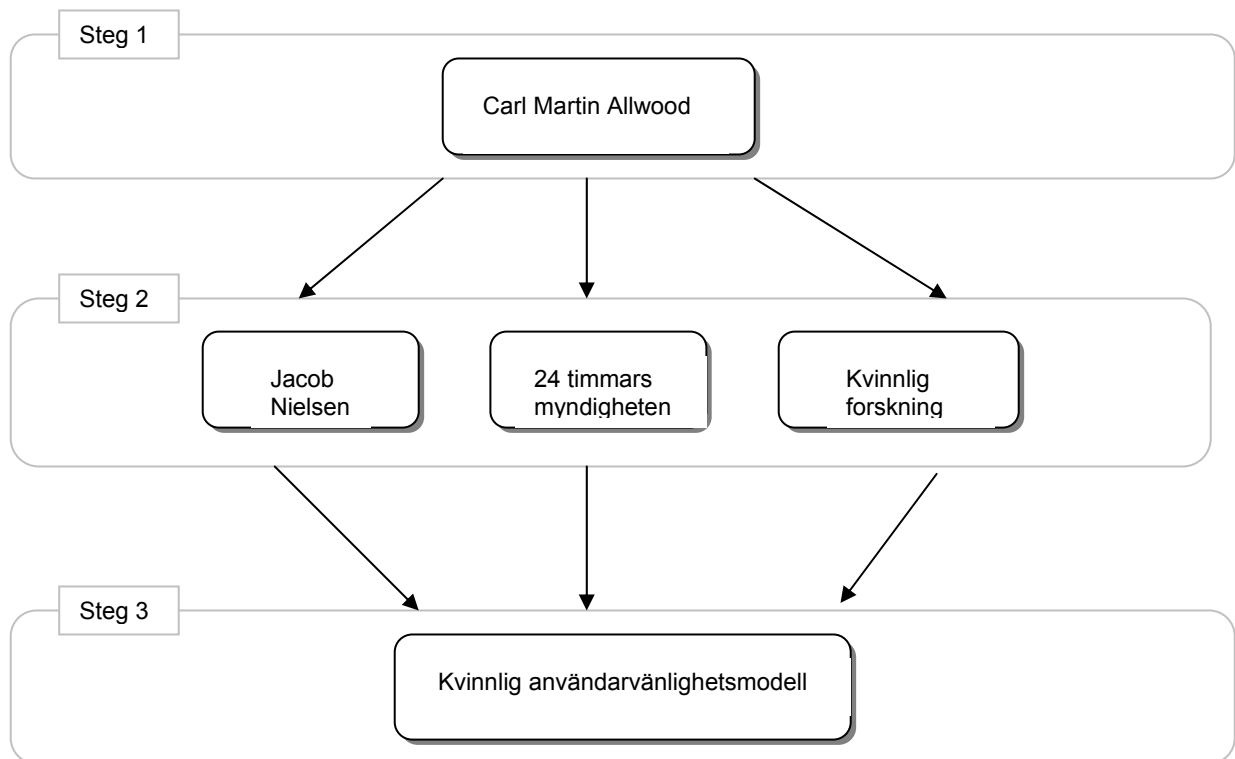 Steg 1
Carl Martin Allwood
Steg 2
Jacob
Nielsen
24 timmars
myndigheten
Kvinnlig
forskning
Steg 3
Kvinnlig användarvänlighetsmodell